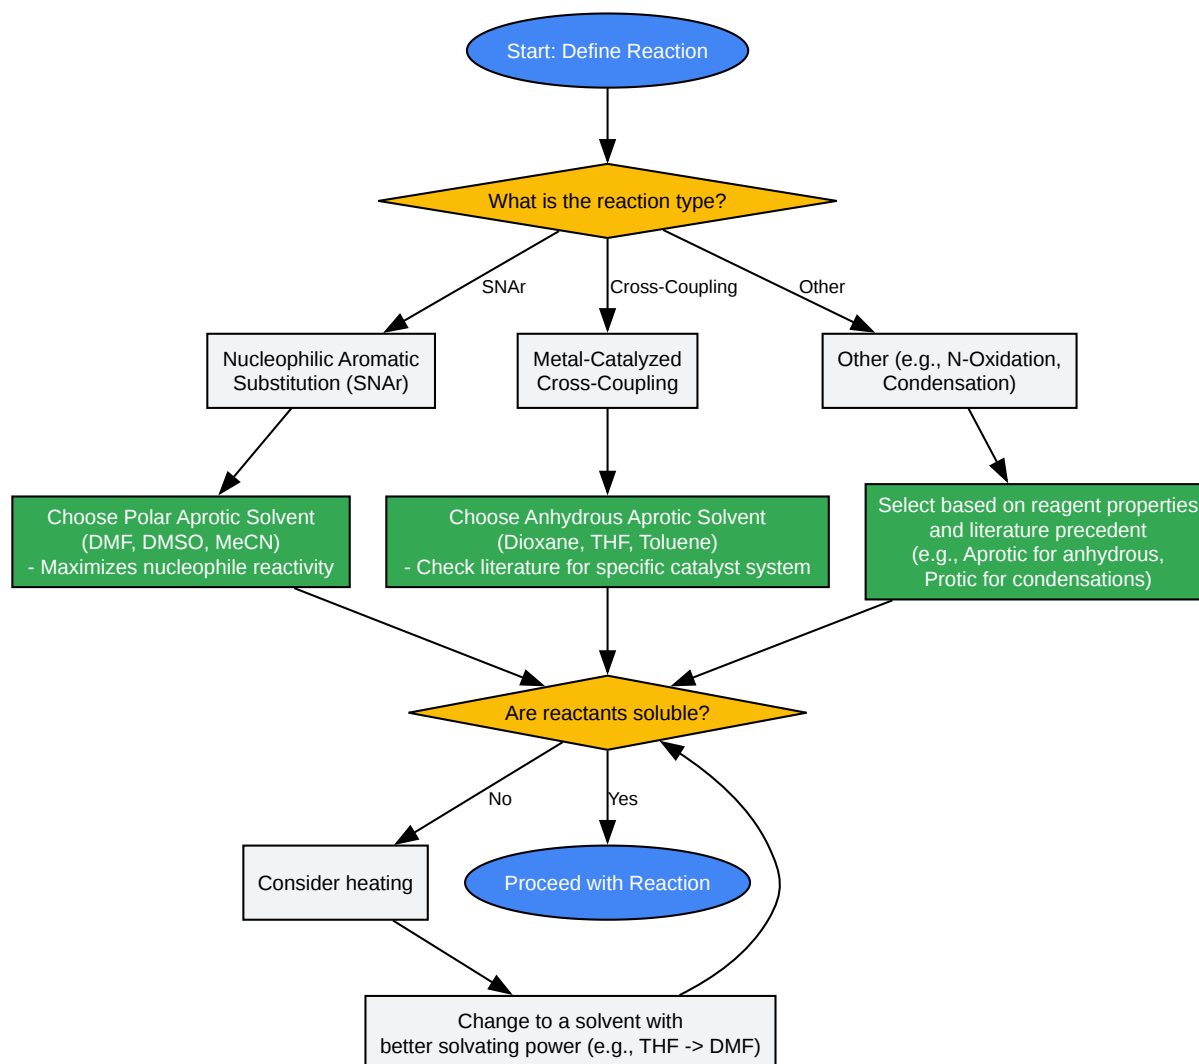 Start: Define Reaction
What is the reaction type?
SNAr
Cross-Coupling
Other
Nucleophilic Aromatic
Substitution (SNAr)
Metal-Catalyzed
Cross-Coupling
Other (e.g., N-Oxidation,
Condensation)
Choose Polar Aprotic Solvent
(DMF, DMSO, MeCN)
- Maximizes nucleophile reactivity
Choose Anhydrous Aprotic Solvent
(Dioxane, THF, Toluene)
- Check literature for specific catalyst system
Select based on reagent properties
and literature precedent
(e.g., Aprotic for anhydrous,
Protic for condensations)
Are reactants soluble?
No
Yes
Consider heating
Proceed with Reaction
Change to a solvent with
better solvating power (e.g., THF -> DMF)